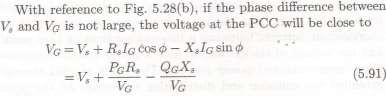 With reference to Fig. 5.28(b), if the phase difference between
V_s and V_G is not large, the voltage at the PCC will be close to
V_G = V_s + R_s I_G cos φ − X_s I_G sin φ
= V_s + \frac{P_G R_s}{V_G} − \frac{Q_G X_s}{V_G} (5.91)